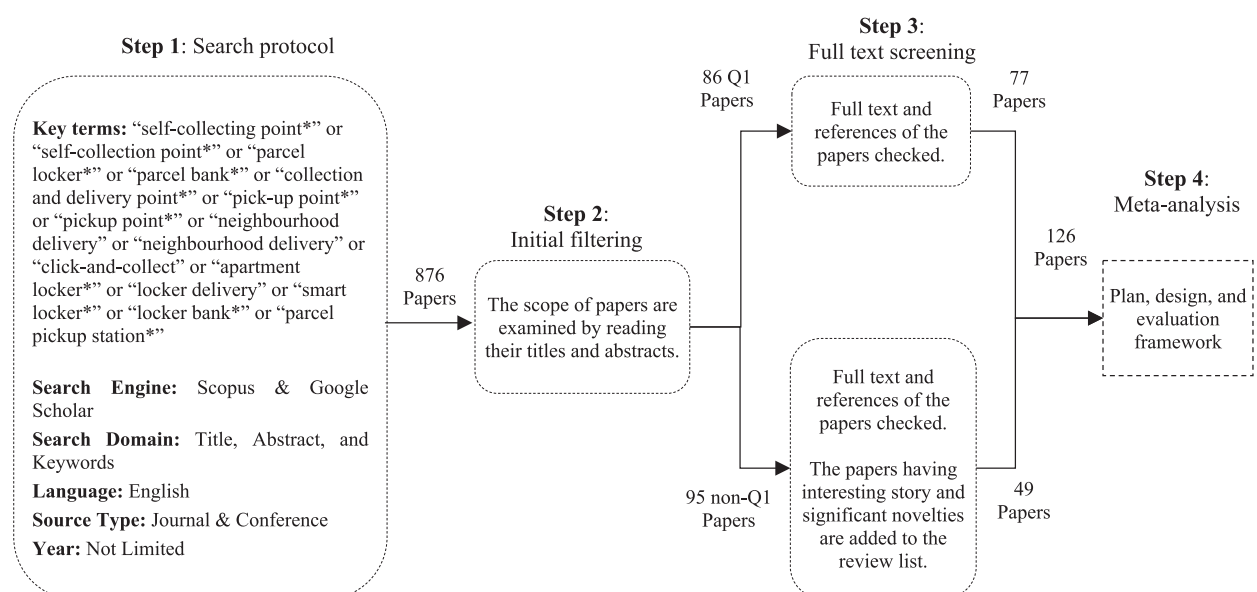 Step 1: Search protocol
Key terms: “self-collecting point*” or
“self-collection point*” or “parcel
locker*” or “parcel bank*” or “collection
and delivery point*” or “pick-up point*”
or “pickup point*” or “neighbourhood
delivery” or “neighbourhood delivery” or
“click-and-collect” or “apartment
locker*” or “locker delivery” or “smart
locker*” or “locker bank*” or “parcel
pickup station*”
Search Engine: Scopus & Google
Scholar
Search Domain: Title, Abstract, and
Keywords
Language: English
Source Type: Journal & Conference
Year: Not Limited
876
Papers
Step 2:
Initial filtering
The scope of papers are
examined by reading
their titles and abstracts.
86 Q1
Papers
95 non-Q1
Papers
Step 3:
Full text screening
Full text and
references of the
papers checked.
Full text and
references of the
papers checked.
The papers having
interesting story and
significant novelties
are added to the
review list.
77
Papers
49
Papers
126
Papers
Step 4:
Meta-analysis
Plan, design, and
evaluation
framework